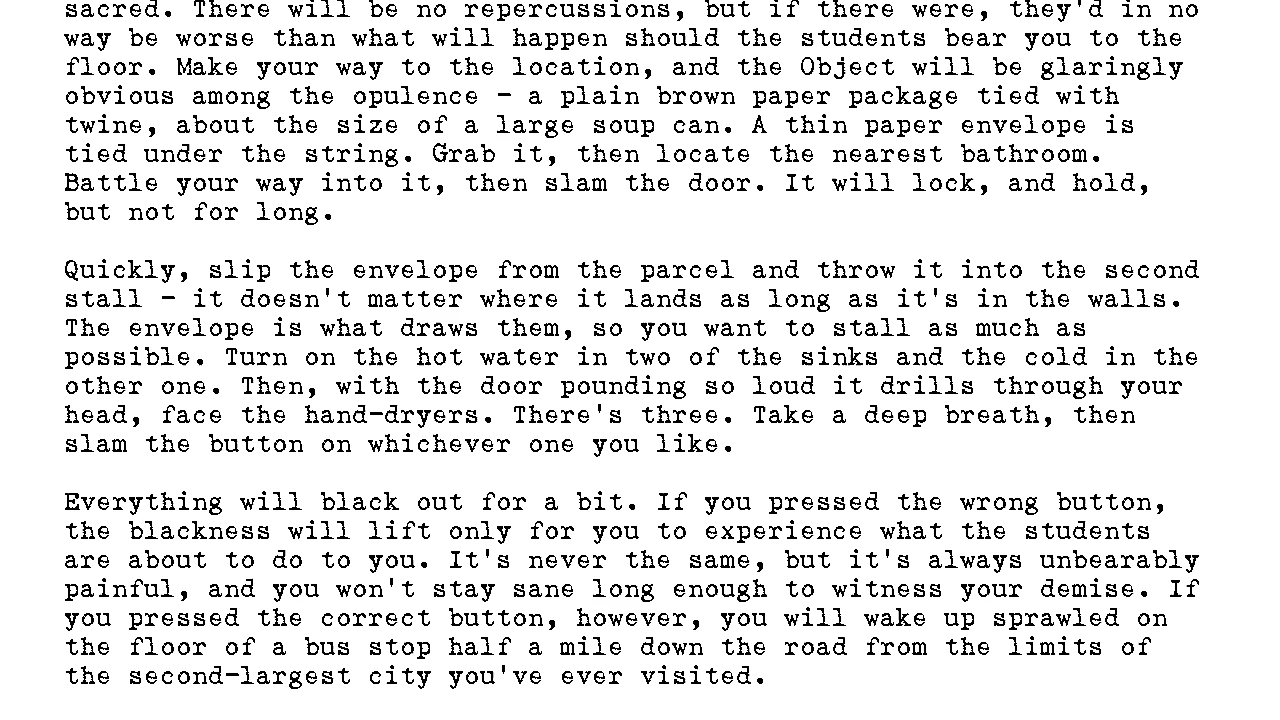 sacred. There will be no repercussions, but if there were, they'd in no
way be worse than what will happen should the students bear you to the
floor. Make your way to the location, and the Object will be glaringly
obvious among the opulence - a plain brown paper package tied with
twine, about the size of a large soup can. A thin paper envelope is
tied under the string. Grab it, then locate the nearest bathroom.
Battle your way into it, then slam the door. It will lock, and hold,
but not for long.

Quickly, slip the envelope from the parcel and throw it into the second
stall - it doesn't matter where it lands as long as it's in the walls.
The envelope is what draws them, so you want to stall as much as
possible. Turn on the hot water in two of the sinks and the cold in the
other one. Then, with the door pounding so loud it drills through your
head, face the hand-dryers. There's three. Take a deep breath, then
slam the button on whichever one you like.

Everything will black out for a bit. If you pressed the wrong button,
the blackness will lift only for you to experience what the students
are about to do to you. It's never the same, but it's always unbearably
painful, and you won't stay sane long enough to witness your demise. If
you pressed the correct button, however, you will wake up sprawled on
the floor of a bus stop half a mile down the road from the limits of
the second-largest city you've ever visited.